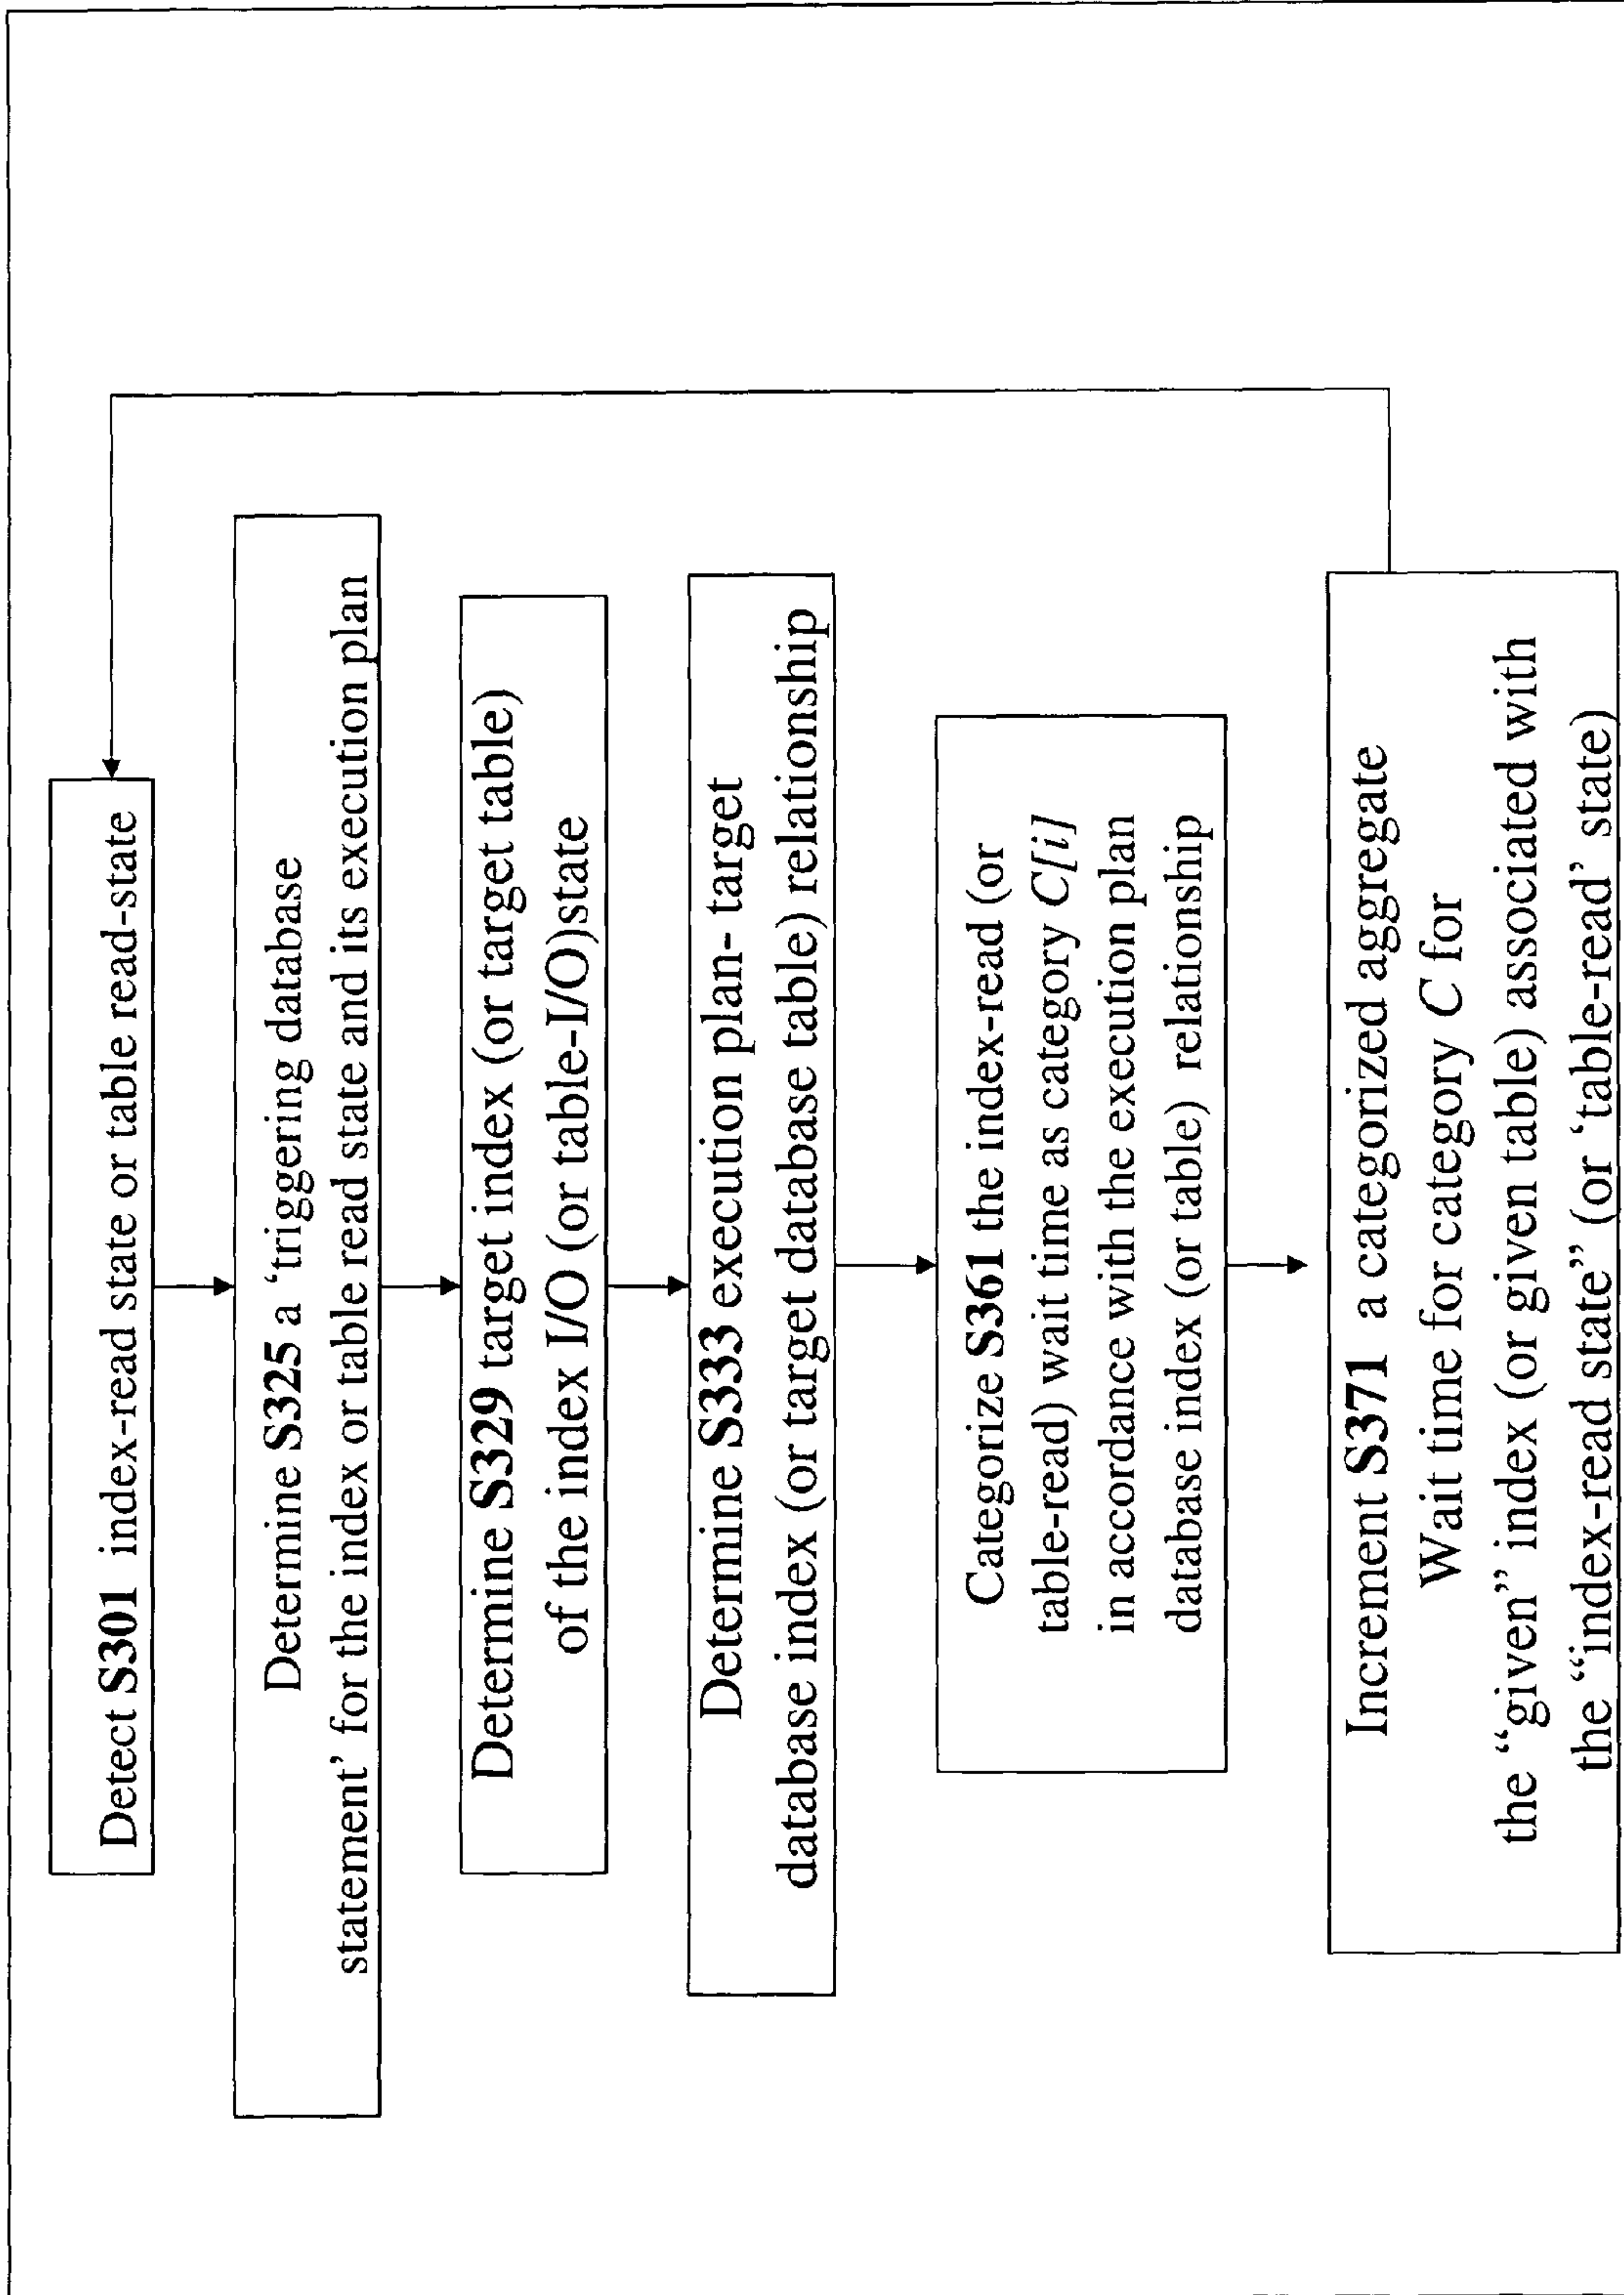 Detect S301 index-read state or table read-state
Determine S325 a ‘triggering database
statement’ for the index or table read state and its execution plan
Determine S329 target index (or target table)
of the index I/O (or table-I/O)state
Determine S333 execution plan- target
database index (or target database table) relationship
Categorize S361 the index-read (or
table-read) wait time as category C[i]
in accordance with the execution plan
database index (or table) relationship
Increment S371 a categorized aggregate
Wait time for category C for
the “given” index (or given table) associated with
the “index-read state” (or ‘table-read’ state)